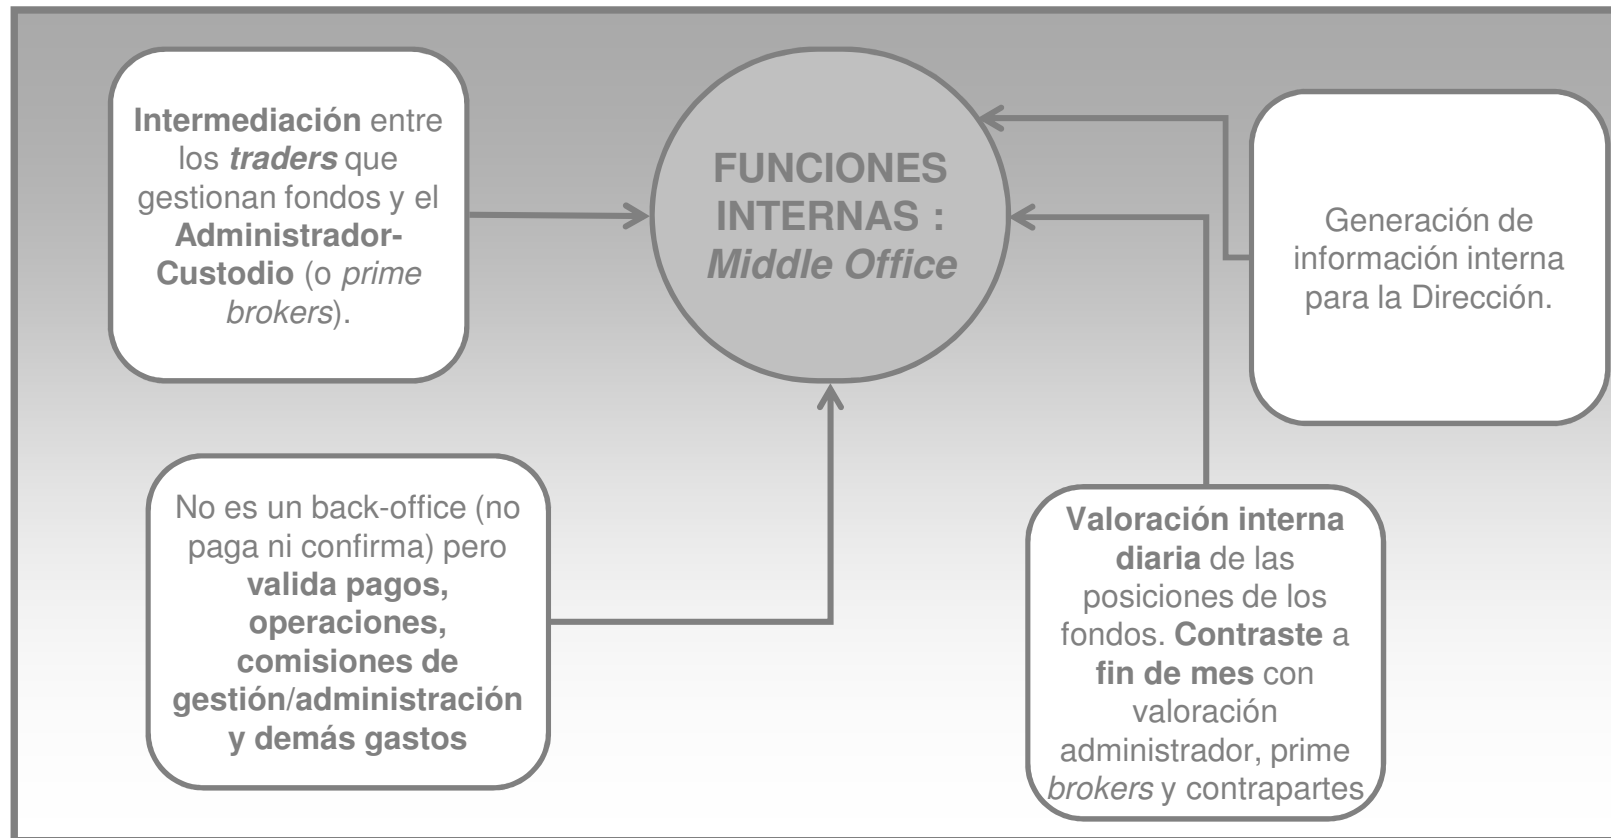 Intermediación entre
los traders que
gestionan fondos y el
Administrador-
Custodio (o prime
brokers).
FUNCIONES
INTERNAS :
Middle Office
Generación de
información interna
para la Dirección.
No es un back-office (no
paga ni confirma) pero
valida pagos,
operaciones,
comisiones de
gestión/administración
y demás gastos
Valoración interna
diaria de las
posiciones de los
fondos. Contraste a
fin de mes con
valoración
administrador, prime
brokers y contrapartes